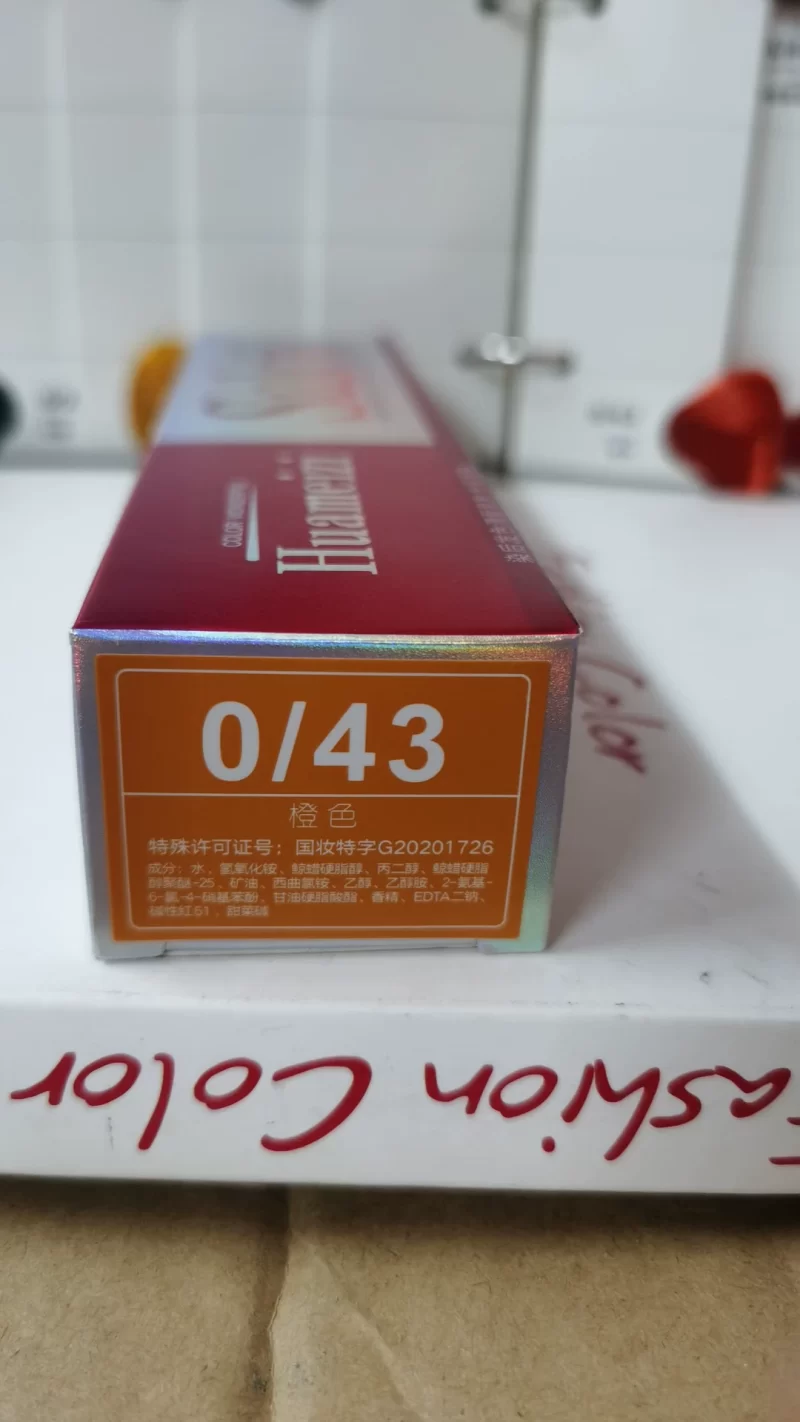 Huameizi
COLOR
0/43
橙色
特殊许可证号：国妆特字G20201726
成分：水、氢氧化铵、鲸蜡硬脂醇、丙二醇、鲸蜡硬脂
醇聚醚-25、矿油、西曲氯铵、乙醇、乙醇胺、2-氨基-
6-氯-4-硝基苯酚、甘油硬脂酸酯、香精、EDTA二钠、
碱性红51、甜菜碱
Color
Fashion Color